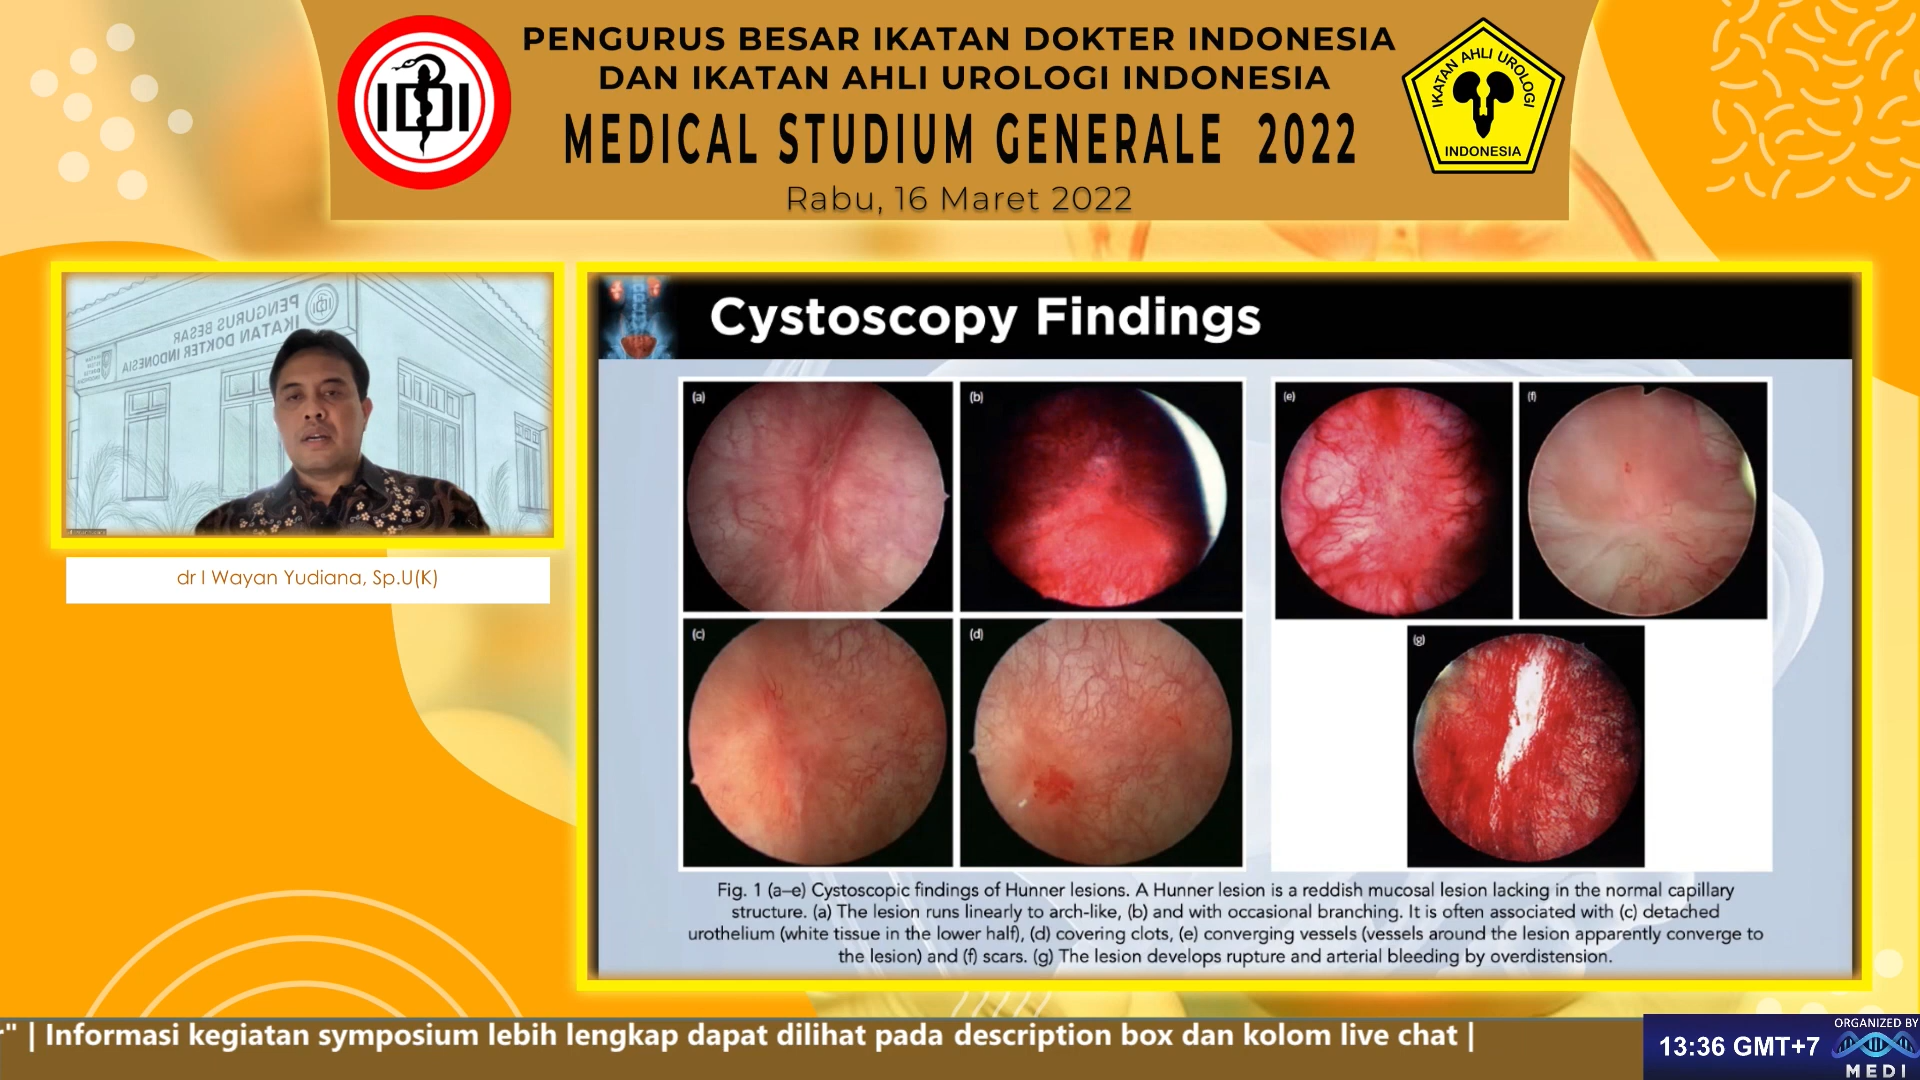 PENGURUS BESAR IKATAN DOKTER INDONESIA
DAN IKATAN AHLI UROLOGI INDONESIA
MEDICAL STUDIUM GENERALE 2022
Rabu, 16 Maret 2022
IDI
IKATAN AHLI UROLOGI
INDONESIA
PENGURUS BESAR
IKATAN DOKTER INDONESIA
dr I Wayan Yudiana, Sp.U(K)
Cystoscopy Findings
(a)
(b)
(c)
(d)
(e)
(f)
(g)
Fig. 1 (a–e) Cystoscopic findings of Hunner lesions. A Hunner lesion is a reddish mucosal lesion lacking in the normal capillary
structure. (a) The lesion runs linearly to arch-like, (b) and with occasional branching. It is often associated with (c) detached
urothelium (white tissue in the lower half), (d) covering clots, (e) converging vessels (vessels around the lesion apparently converge to
the lesion) and (f) scars. (g) The lesion develops rupture and arterial bleeding by overdistension.
r" | Informasi kegiatan symposium lebih lengkap dapat dilihat pada description box dan kolom live chat |
13:36 GMT+7
ORGANIZED BY
MEDI